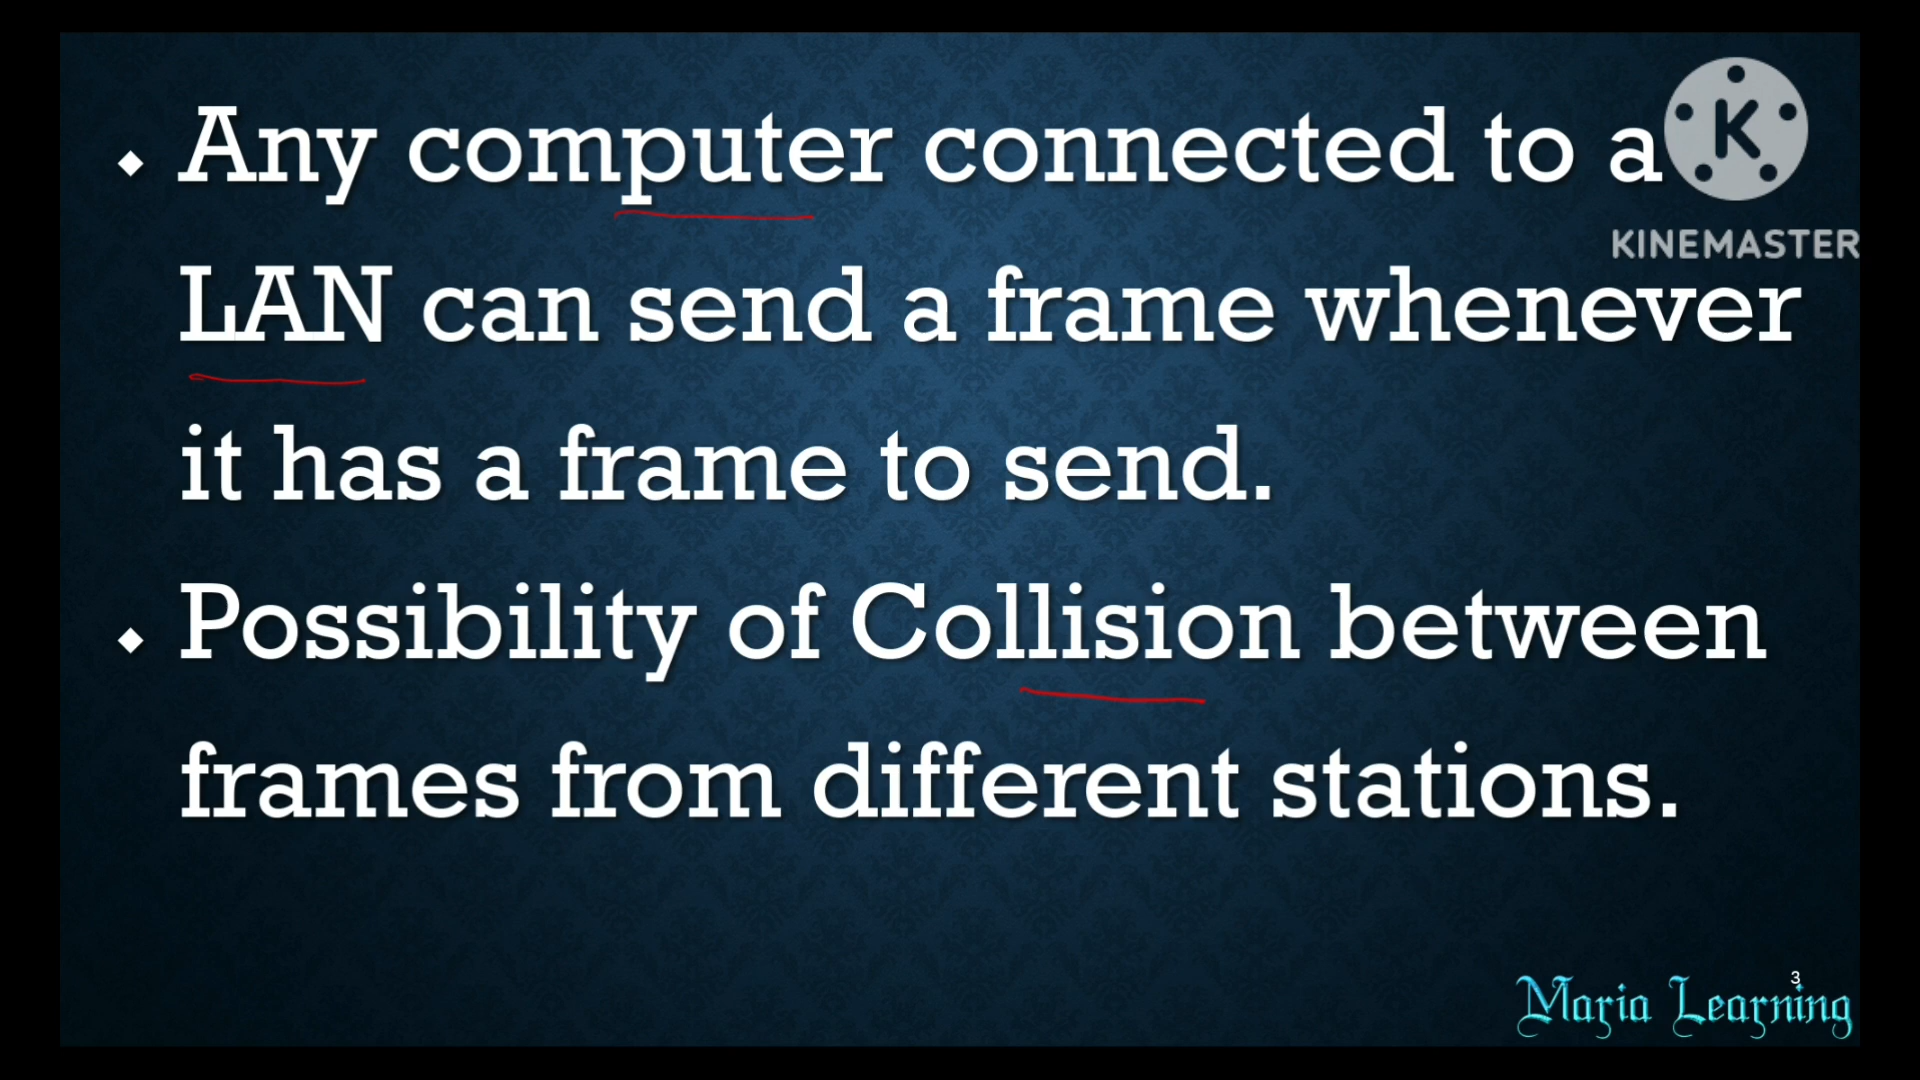 Any computer connected to a
LAN can send a frame whenever
it has a frame to send.
Possibility of Collision between
frames from different stations.
K
KINEMASTER
3
Maria Learning